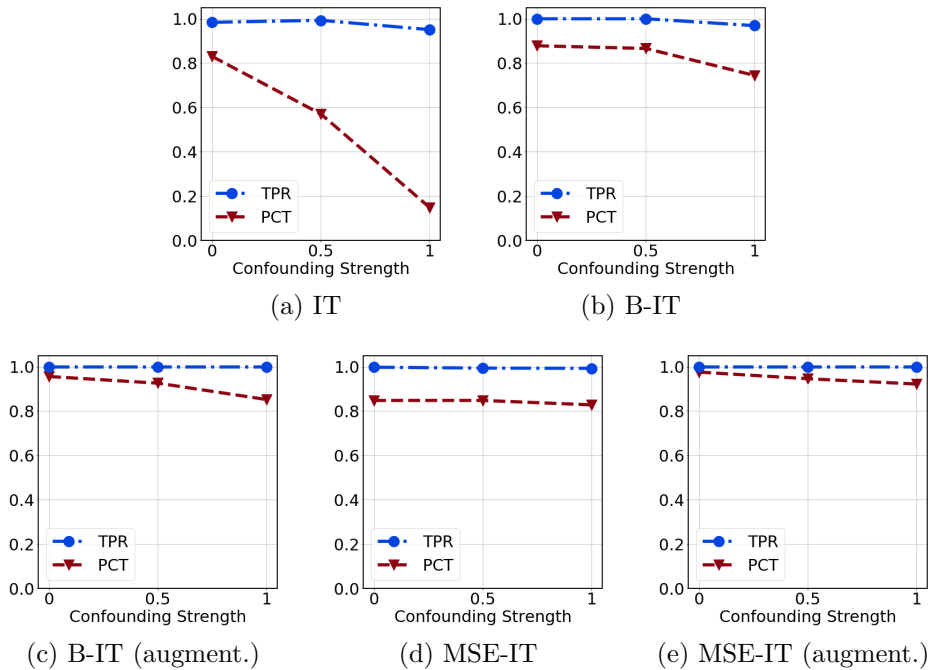 1.0
0.8
0.6
0.4
0.2
0.0
TPR
PCT
0 0.5 1
Confounding Strength
(a) IT
1.0
0.8
0.6
0.4
0.2
0.0
TPR
PCT
0 0.5 1
Confounding Strength
(b) B-IT
1.0
0.8
0.6
0.4
0.2
0.0
TPR
PCT
0 0.5 1
Confounding Strength
(c) B-IT (augment.)
1.0
0.8
0.6
0.4
0.2
0.0
TPR
PCT
0 0.5 1
Confounding Strength
(d) MSE-IT
1.0
0.8
0.6
0.4
0.2
0.0
TPR
PCT
0 0.5 1
Confounding Strength
(e) MSE-IT (augment.)